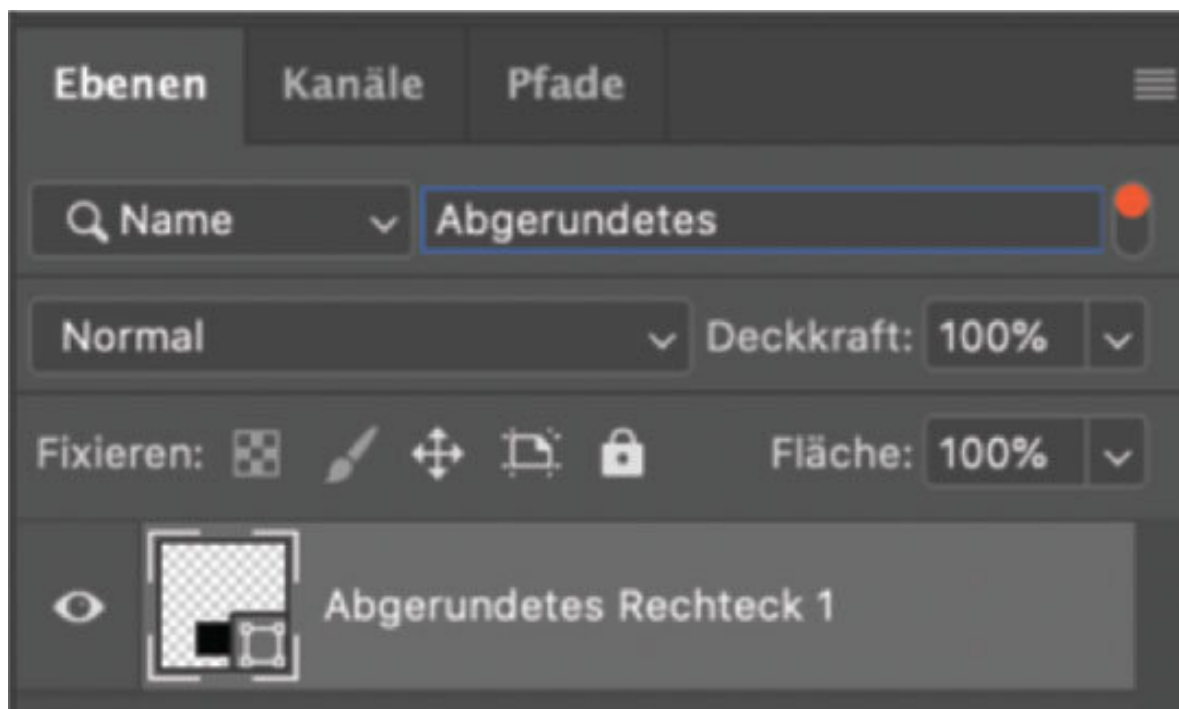 Ebenen Kanäle Pfade
Name Abgerundetes
Normal Deckkraft: 100%
Fixieren: Fläche: 100%
Abgerundetes Rechteck 1